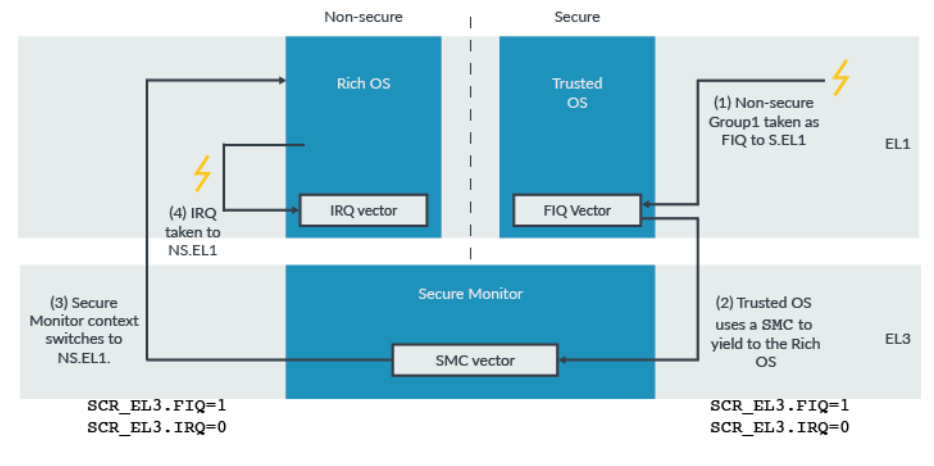 Non-secure
Secure
Rich OS
Trusted
OS
(1) Non-secure
Group1 taken as
FIQ to S.EL1
EL1
IRQ vector
FIQ Vector
(4) IRQ
taken to
NS.EL1
Secure Monitor
(3) Secure
Monitor context
switches to
NS.EL1.
(2) Trusted OS
uses a SMC to
yield to the Rich
OS
EL3
SMC vector
SCR_EL3.FIQ=1
SCR_EL3.IRQ=0
SCR_EL3.FIQ=1
SCR_EL3.IRQ=0